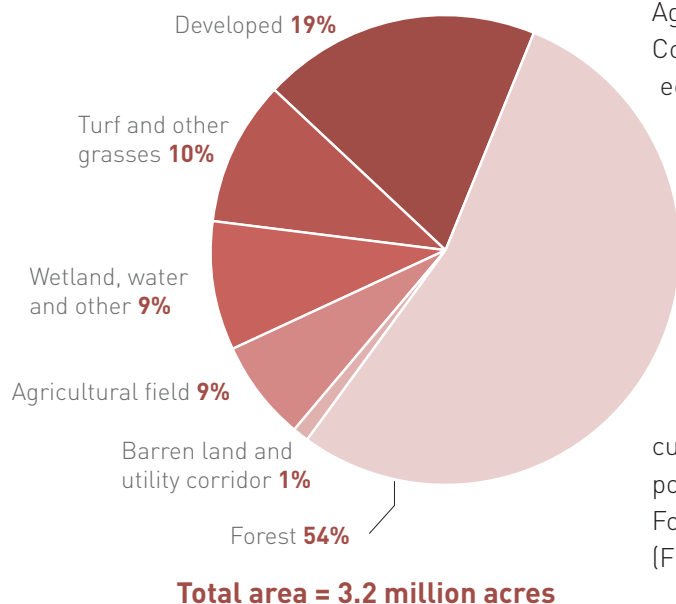 Developed 19%
Turf and other
grasses 10%
Wetland, water
and other 9%
Agricultural field 9%
Barren land and
utility corridor 1%
Forest 54%
Total area = 3.2 million acres